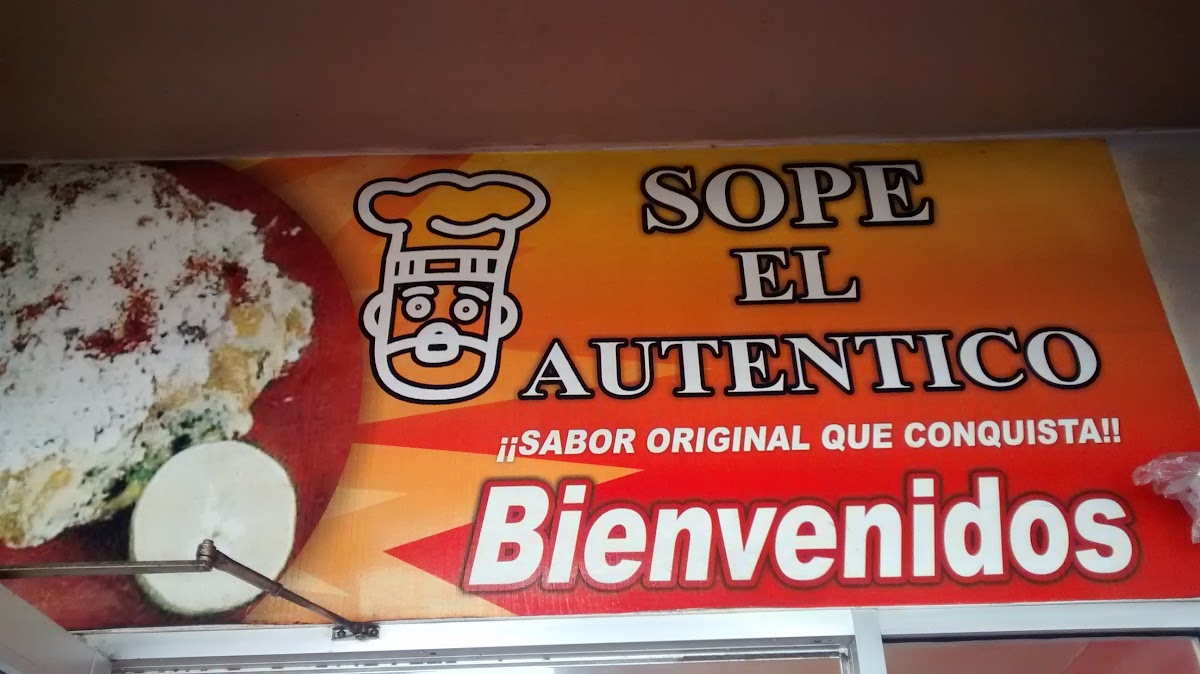 SOPE
EL
AUTENTICO
¡¡SABOR ORIGINAL QUE CONQUISTA!!
Bienvenidos